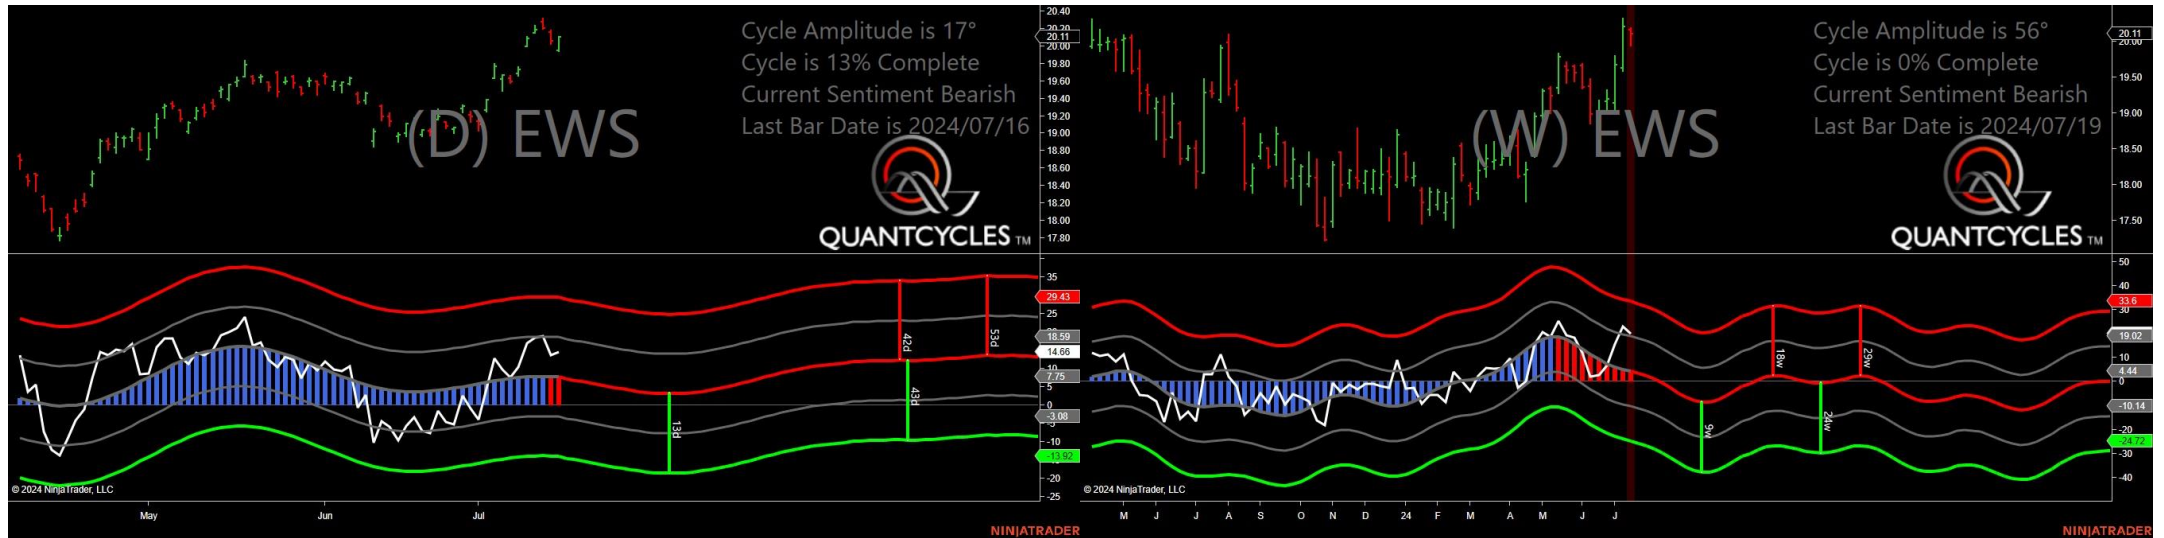 Cycle Amplitude is 17°
Cycle is 13% Complete
Current Sentiment Bearish
Last Bar Date is 2024/07/16
(D) EWS
QUANTCYCLES TM
20.40
20.20
20.11
20.00
19.80
19.60
19.40
19.20
19.00
18.80
18.60
18.40
18.20
18.00
17.80
35
29.43
25
18.59
14.66
10
7.75
5
0
-3.08
-5
-10
-13.92
-20
-25
13d
42d
43d
53d
© 2024 NinjaTrader, LLC
May
Jun
Jul
NINJATRADER
Cycle Amplitude is 56°
Cycle is 0% Complete
Current Sentiment Bearish
Last Bar Date is 2024/07/19
(W) EWS
QUANTCYCLES TM
20.11
20.00
19.50
19.00
18.50
18.00
17.50
50
40
33.6
30
19.02
10
4.44
0
-10.14
-20
-24.72
-30
-40
9w
18w
24w
29w
© 2024 NinjaTrader, LLC
M
J
J
A
S
O
N
D
24
F
M
A
M
J
J
NINJATRADER